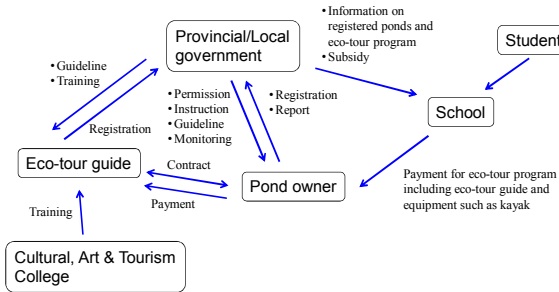 Provincial/Local
government
• Information on
registered ponds and
eco-tour program
• Subsidy
Student
• Guideline
• Training
Registration
• Permission
• Instruction
• Guideline
• Monitoring
• Registration
• Report
School
Eco-tour guide
Contract
Payment
Pond owner
Payment for eco-tour program
including eco-tour guide and
equipment such as kayak
Training
Cultural, Art & Tourism
College